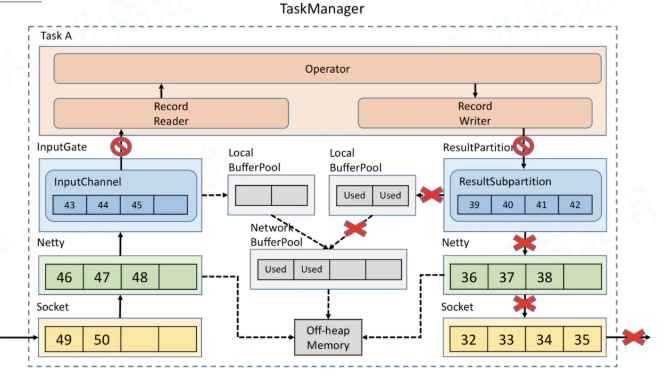 TaskManager
Task A
Operator
Record
Reader
Record
Writer
InputGate
Local
BufferPool
Local
BufferPool
ResultPartition
InputChannel
43 44 45
Used Used
ResultSubpartition
39 40 41 42
Netty
Network
BufferPool
Netty
46 47 48
Used Used
36 37 38
Socket
Off-heap
Memory
Socket
49 50
32 33 34 35